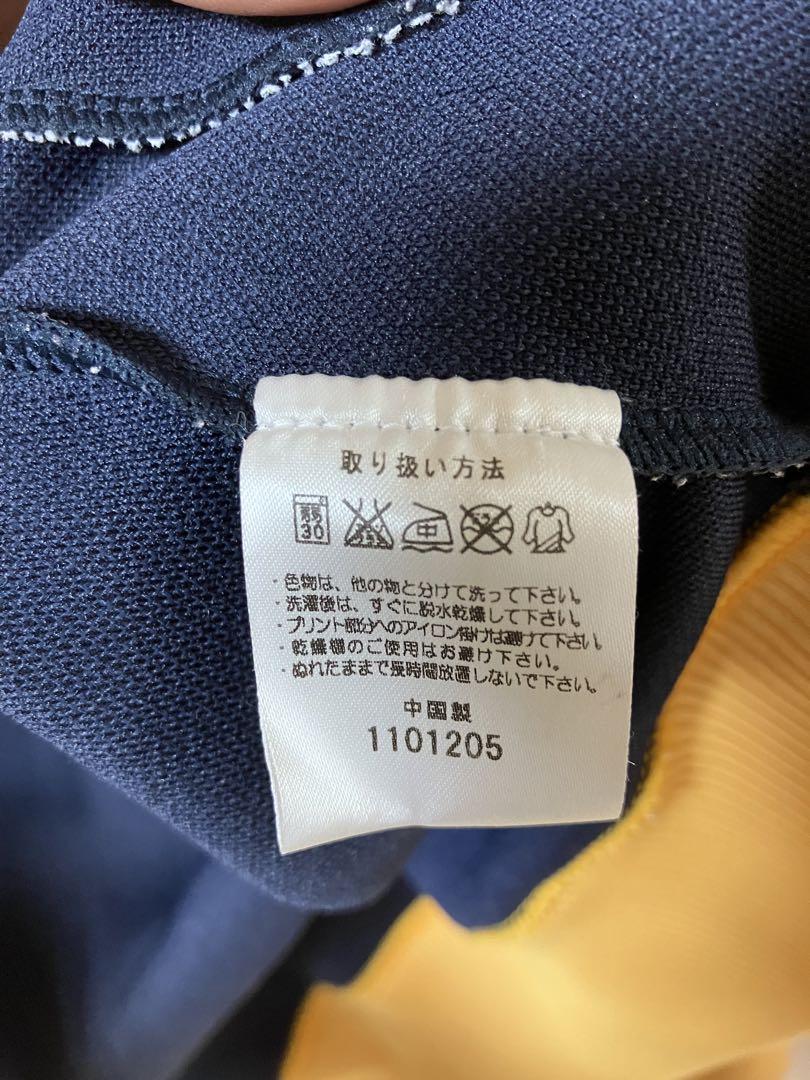 取り扱い方法
弱 30 中
・色物は、他の物と分けて洗って下さい。
・洗濯後は、すぐに脱水乾燥して下さい。
・プリント部分へのアイロン掛けは避けて下さい。
・乾燥機のご使用はお避け下さい。
・ぬれたままで長時間放置しないで下さい。
中国製
1101205